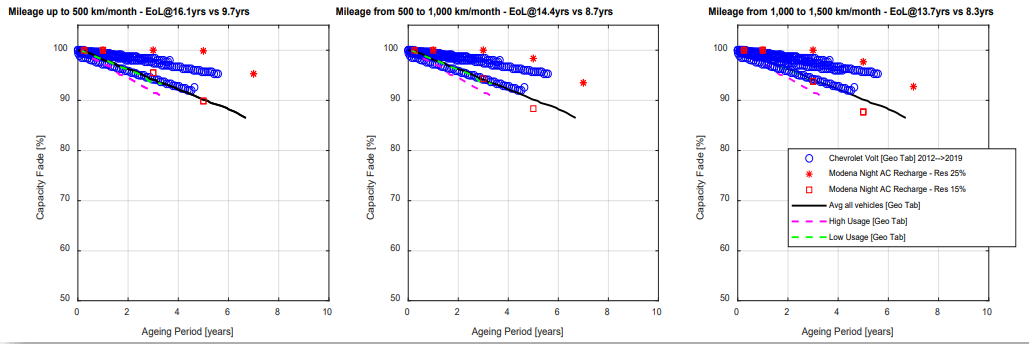 Mileage up to 500 km/month - EoL@16.1yrs vs 9.7yrs
100
90
80
70
60
50
Capacity Fade [%]
0 2 4 6 8 10
Ageing Period [years]
Mileage from 500 to 1,000 km/month - EoL@14.4yrs vs 8.7yrs
100
90
80
70
60
50
Capacity Fade [%]
0 2 4 6 8 10
Ageing Period [years]
Mileage from 1,000 to 1,500 km/month - EoL@13.7yrs vs 8.3yrs
100
90
80
70
60
50
Capacity Fade [%]
0 2 4 6 8 10
Ageing Period [years]
Chevrolet Volt [Geo Tab] 2012-->2019
Modena Night AC Recharge - Res 25%
Modena Night AC Recharge - Res 15%
Avg all vehicles [Geo Tab]
High Usage [Geo Tab]
Low Usage [Geo Tab]